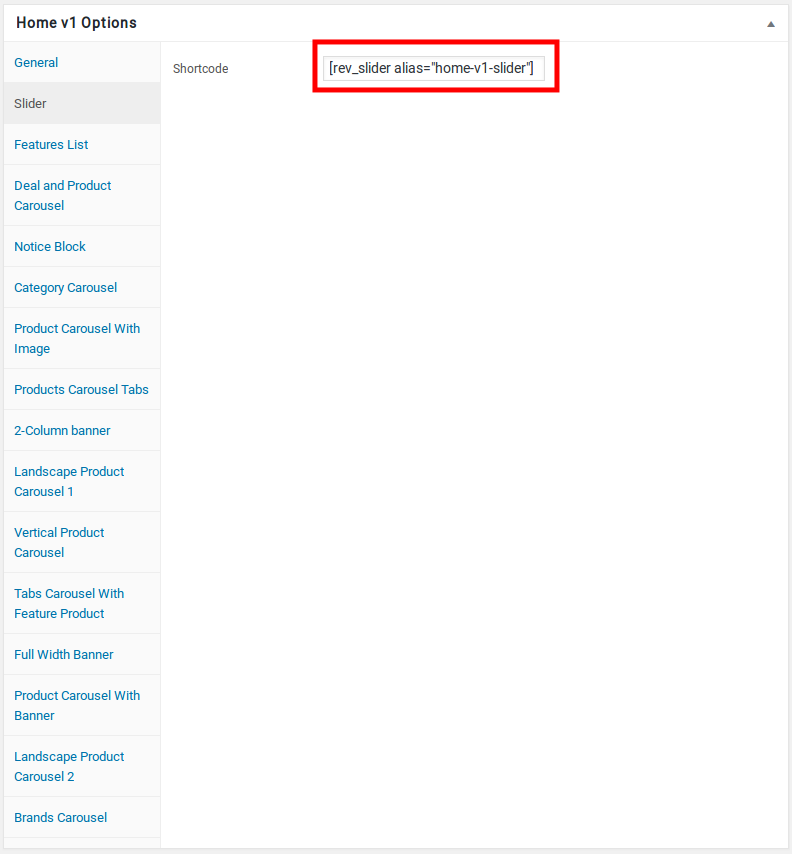 Home v1 Options
General
Shortcode
[rev_slider alias="home-v1-slider"]
Slider
Features List
Deal and Product
Carousel
Notice Block
Category Carousel
Product Carousel With
Image
Products Carousel Tabs
2-Column banner
Landscape Product
Carousel 1
Vertical Product
Carousel
Tabs Carousel With
Feature Product
Full Width Banner
Product Carousel With
Banner
Landscape Product
Carousel 2
Brands Carousel